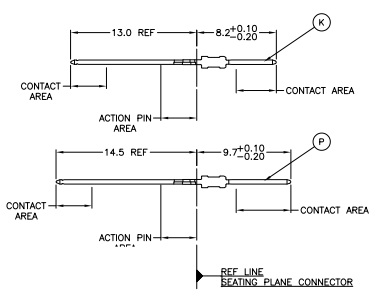 K
13.0 REF
8.2+0.10
-0.20
CONTACT
AREA
CONTACT AREA
ACTION PIN
AREA
P
14.5 REF
9.7+0.10
-0.20
CONTACT
AREA
CONTACT AREA
ACTION PIN
REF LINE
SEATING PLANE CONNECTOR